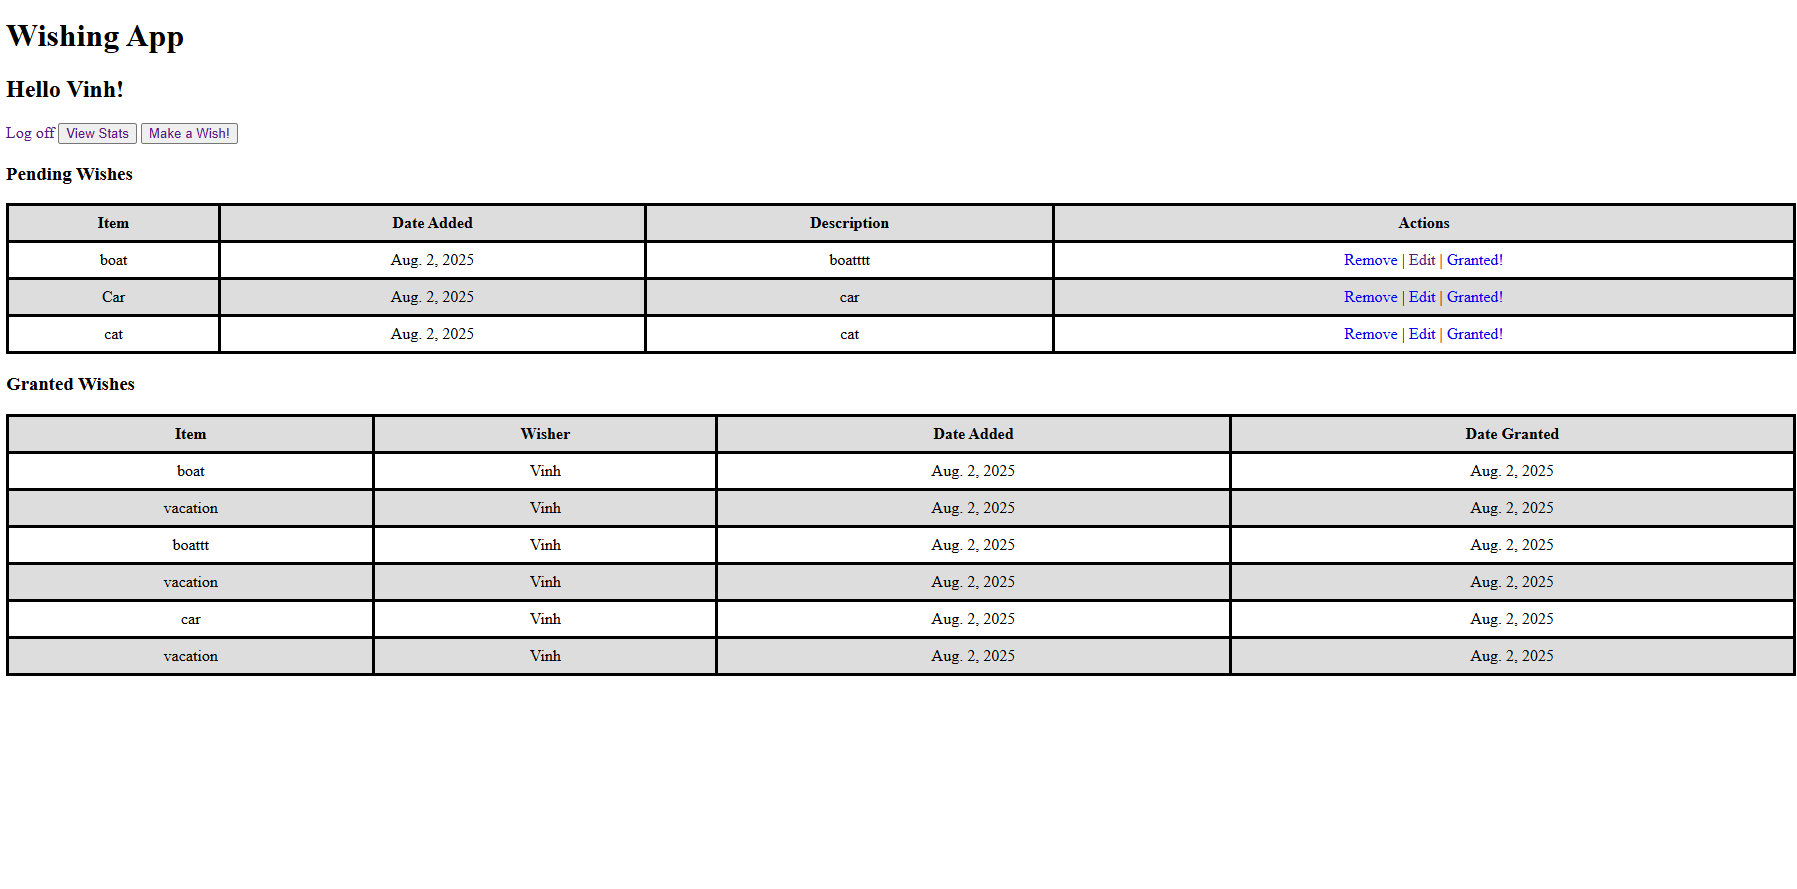 Wishing App
Hello Vinh!
Log off View Stats Make a Wish!
Pending Wishes
Item Date Added Description Actions
boat Aug. 2, 2025 boatttt Remove | Edit | Granted!
Car Aug. 2, 2025 car Remove | Edit | Granted!
cat Aug. 2, 2025 cat Remove | Edit | Granted!
Granted Wishes
Item Wisher Date Added Date Granted
boat Vinh Aug. 2, 2025 Aug. 2, 2025
vacation Vinh Aug. 2, 2025 Aug. 2, 2025
boattt Vinh Aug. 2, 2025 Aug. 2, 2025
vacation Vinh Aug. 2, 2025 Aug. 2, 2025
car Vinh Aug. 2, 2025 Aug. 2, 2025
vacation Vinh Aug. 2, 2025 Aug. 2, 2025